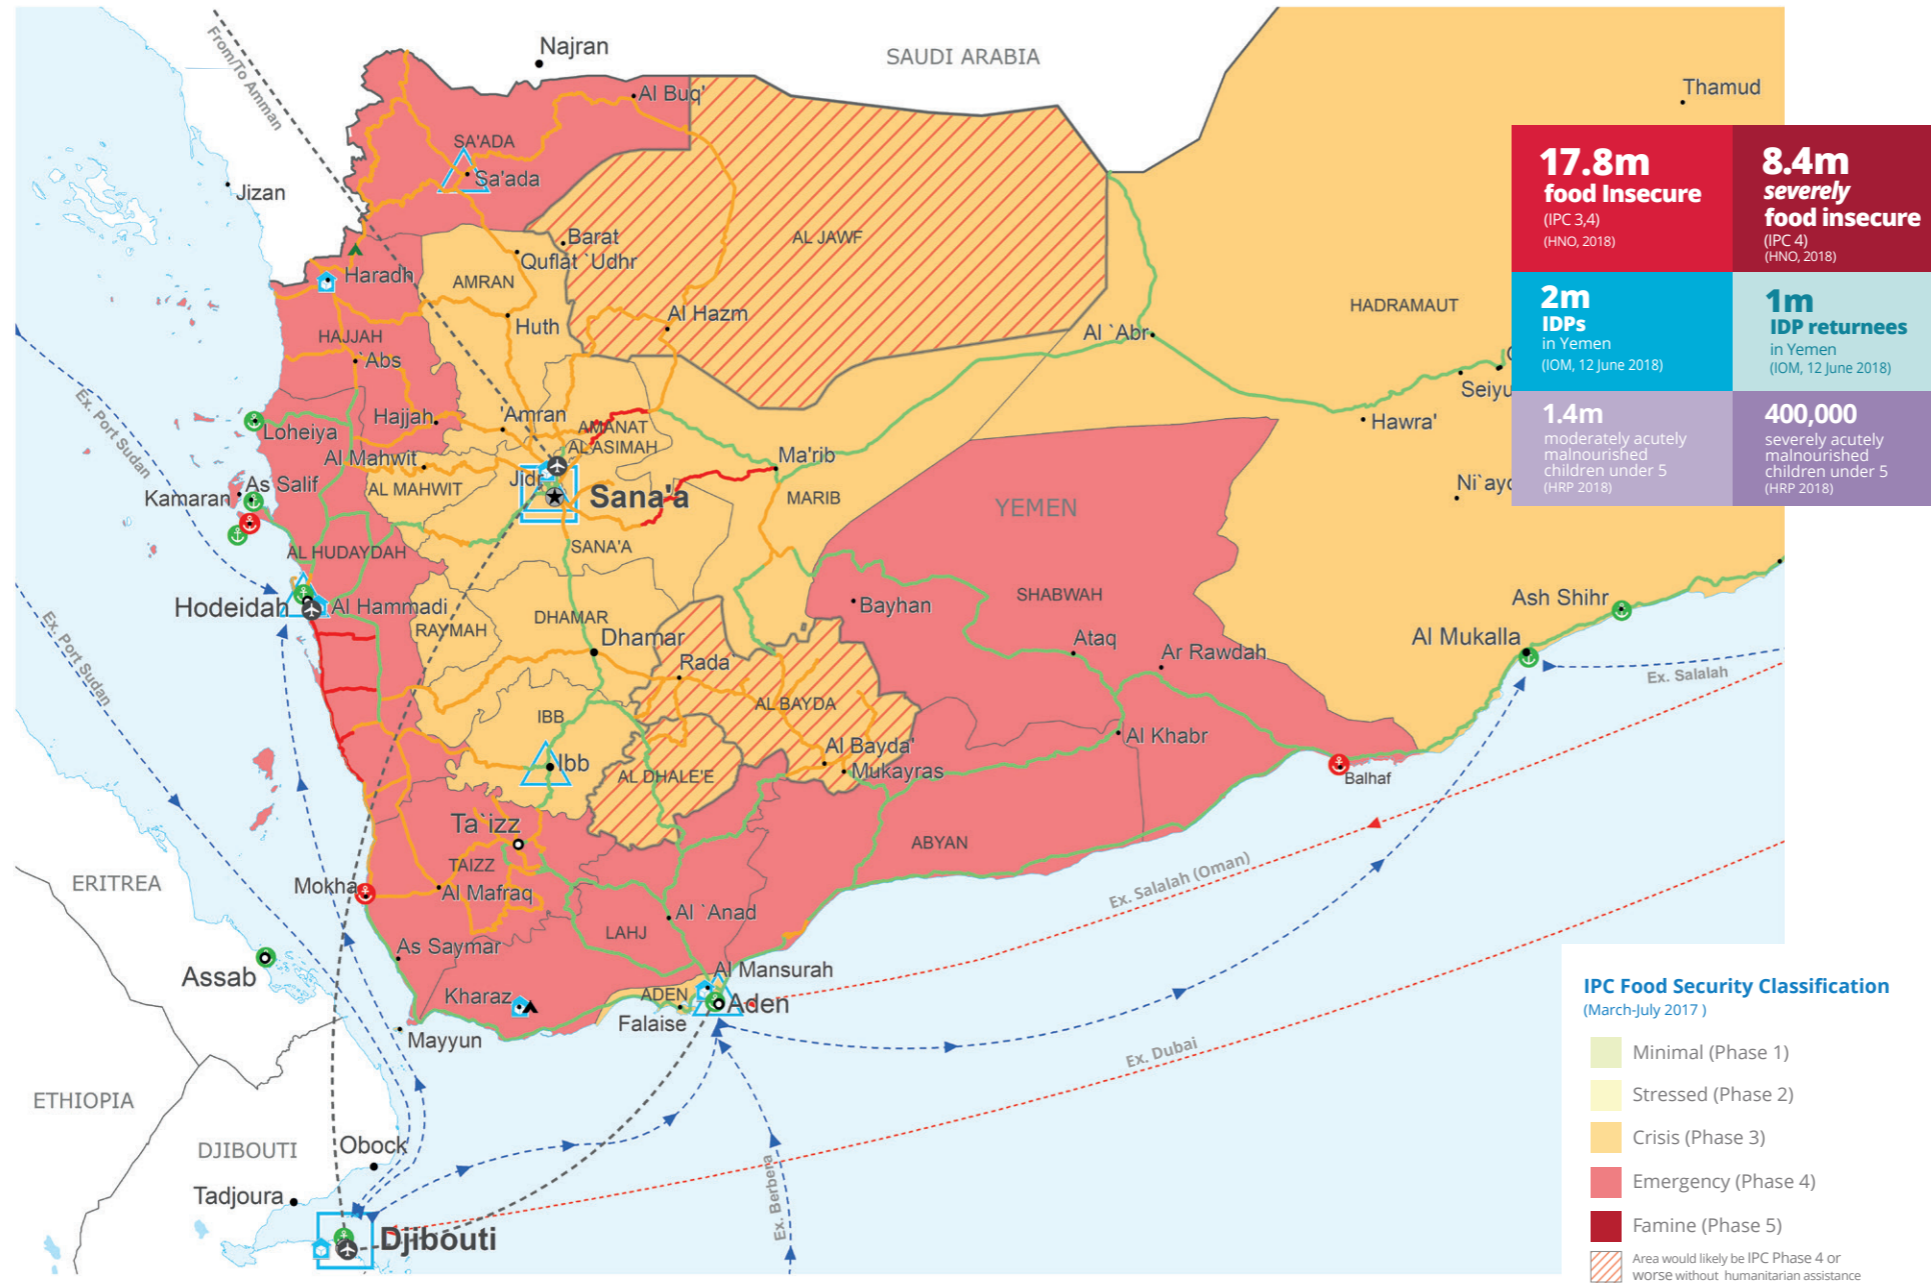 From/To Amman
Najran
SAUDI ARABIA
Thamud
Al Buq'
SA'ADA
Sa'ada
Jizan
17.8m
food Insecure
(IPC 3,4)
(HNO, 2018)
8.4m
severely
food insecure
(IPC 4)
(HNO, 2018)
Barat
AL JAWF
Quflat `Udhr
Haradh
AMRAN
2m
IDPs
in Yemen
(IOM, 12 June 2018)
1m
IDP returnees
in Yemen
(IOM, 12 June 2018)
HADRAMAUT
Al Hazm
Huth
HAJJAH
Al `Abr
`Abs
Ex. Port Sudan
Seiyu
1.4m
moderately acutely
malnourished
children under 5
(HRP 2018)
400,000
severely acutely
malnourished
children under 5
(HRP 2018)
Hajjah
'Amran
Loheiya
AMANAT
AL ASIMAH
Hawra'
Al Mahwit
Ma'rib
Jidr
As Salif
AL MAHWIT
Kamaran
Sana'a
MARIB
YEMEN
Ni`ayd
AL HUDAYDAH
SANA'A
Hodeidah
Al Hammadi
SHABWAH
Bayhan
Ash Shihr
Ex. Port Sudan
RAYMAH
DHAMAR
Dhamar
Ataq
Al Mukalla
Ar Rawdah
Rada`
Ex. Salalah
AL BAYDA
IBB
Al Khabr
Al Bayda'
Ibb
AL DHALE'E
Mukayras
Balhaf
Ta`izz
ABYAN
TAIZZ
ERITREA
Mokha
Al Mafraq
Ex. Salalah (Oman)
Al `Anad
LAHJ
As Saymar
Assab
Al Mansurah
Kharaz
ADEN
Aden
Falaise
Mayyun
Ex. Dubai
IPC Food Security Classification
(March-July 2017 )
Minimal (Phase 1)
Stressed (Phase 2)
Crisis (Phase 3)
Emergency (Phase 4)
Famine (Phase 5)
Area would likely be IPC Phase 4 or
worse without humanitarian assistance
ETHIOPIA
DJIBOUTI
Obock
Tadjoura
Ex. Berbera
Djibouti